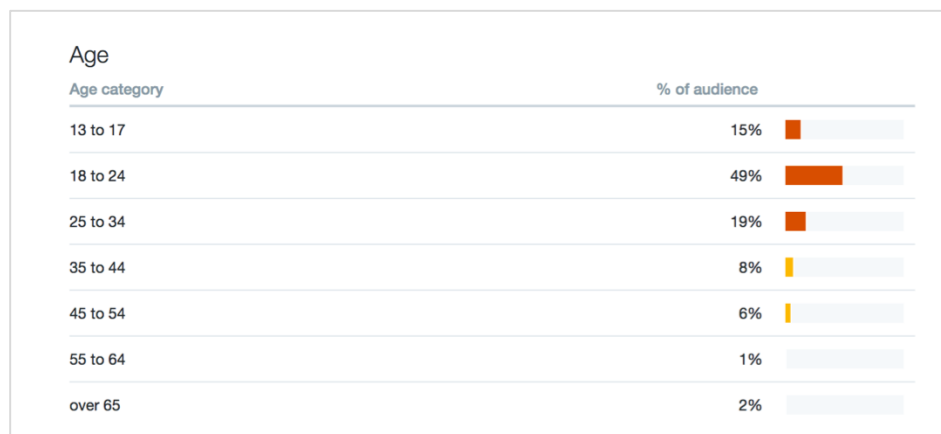 Age
Age category % of audience
13 to 17 15%
18 to 24 49%
25 to 34 19%
35 to 44 8%
45 to 54 6%
55 to 64 1%
over 65 2%